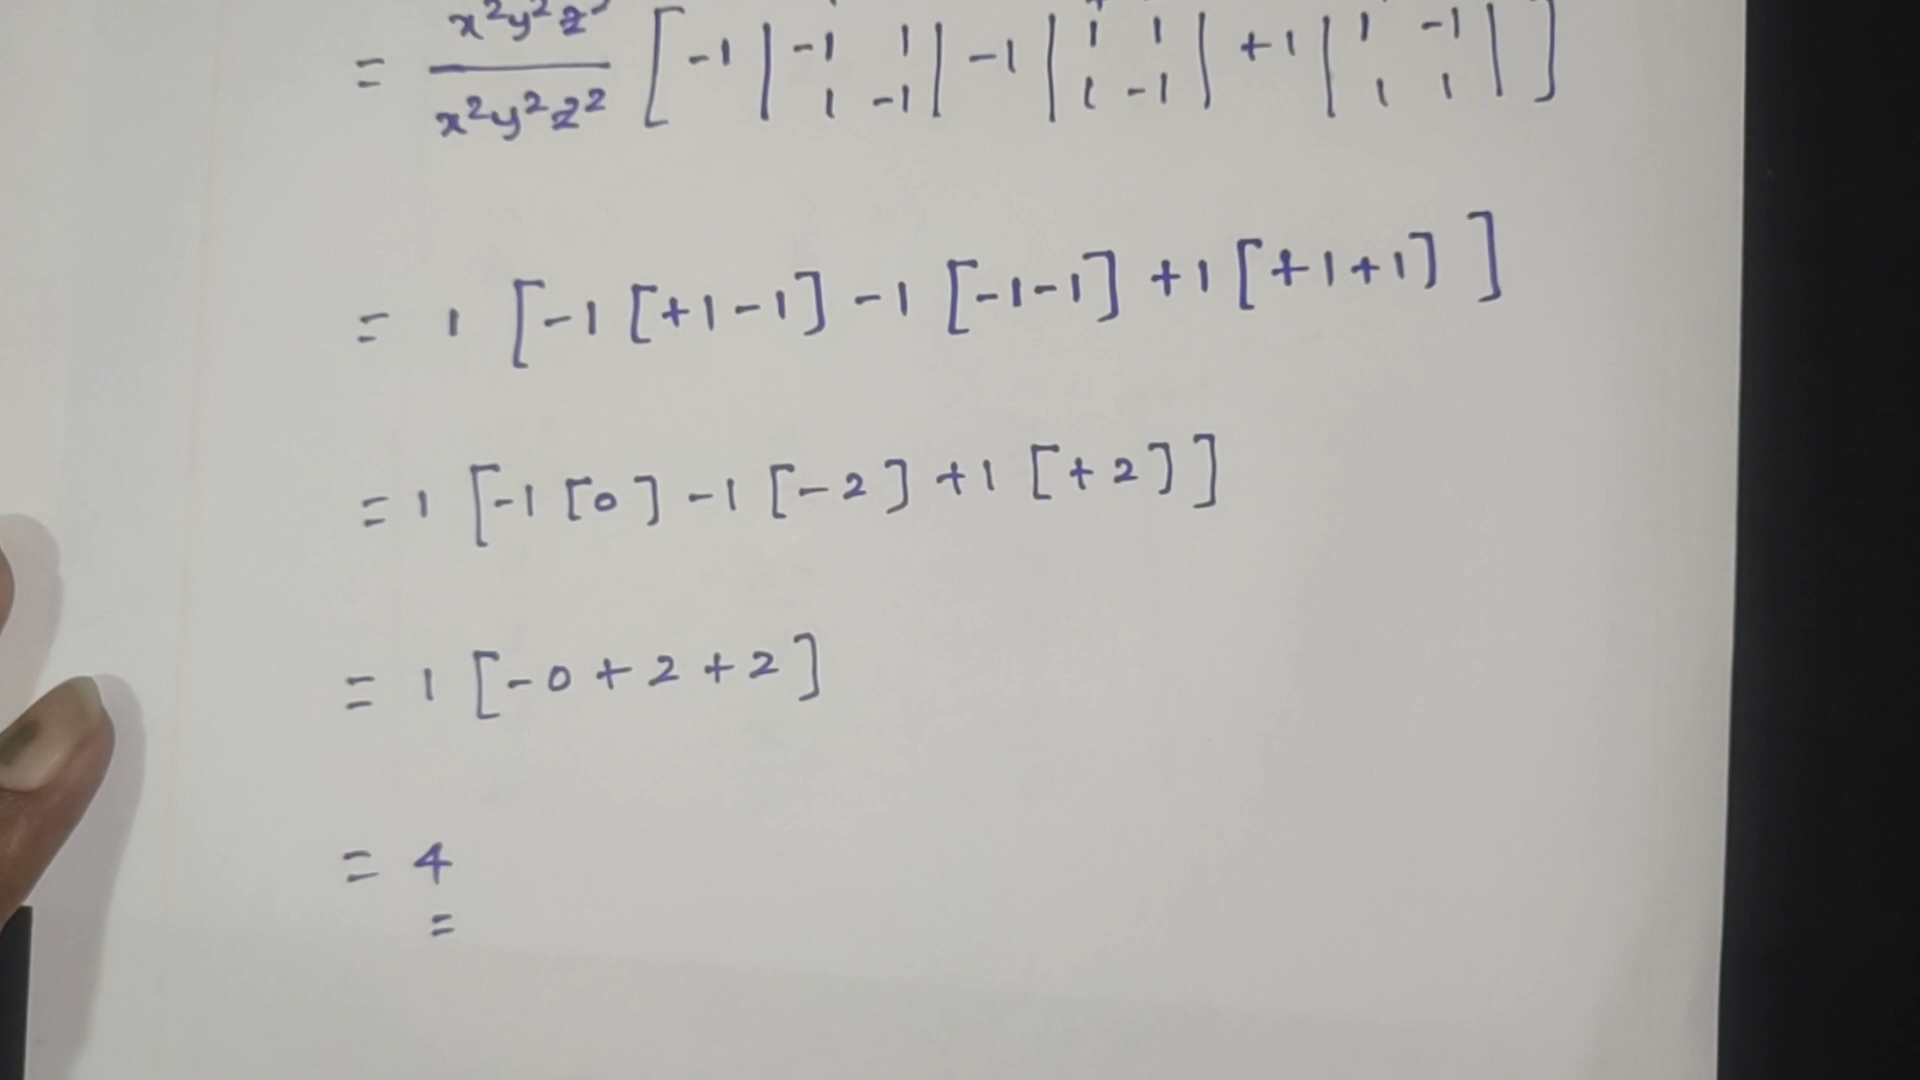 = x²y²z² / x²y²z² [ -1 | -1 1 ; 1 -1 | -1 | 1 1 ; 1 -1 | +1 | 1 -1 ; 1 1 | ]
= 1 [ -1 [+1-1] -1 [-1-1] +1 [+1+1] ]
= 1 [ -1 [0] -1 [-2] +1 [+2] ]
= 1 [ -0 + 2 + 2 ]
= 4
=